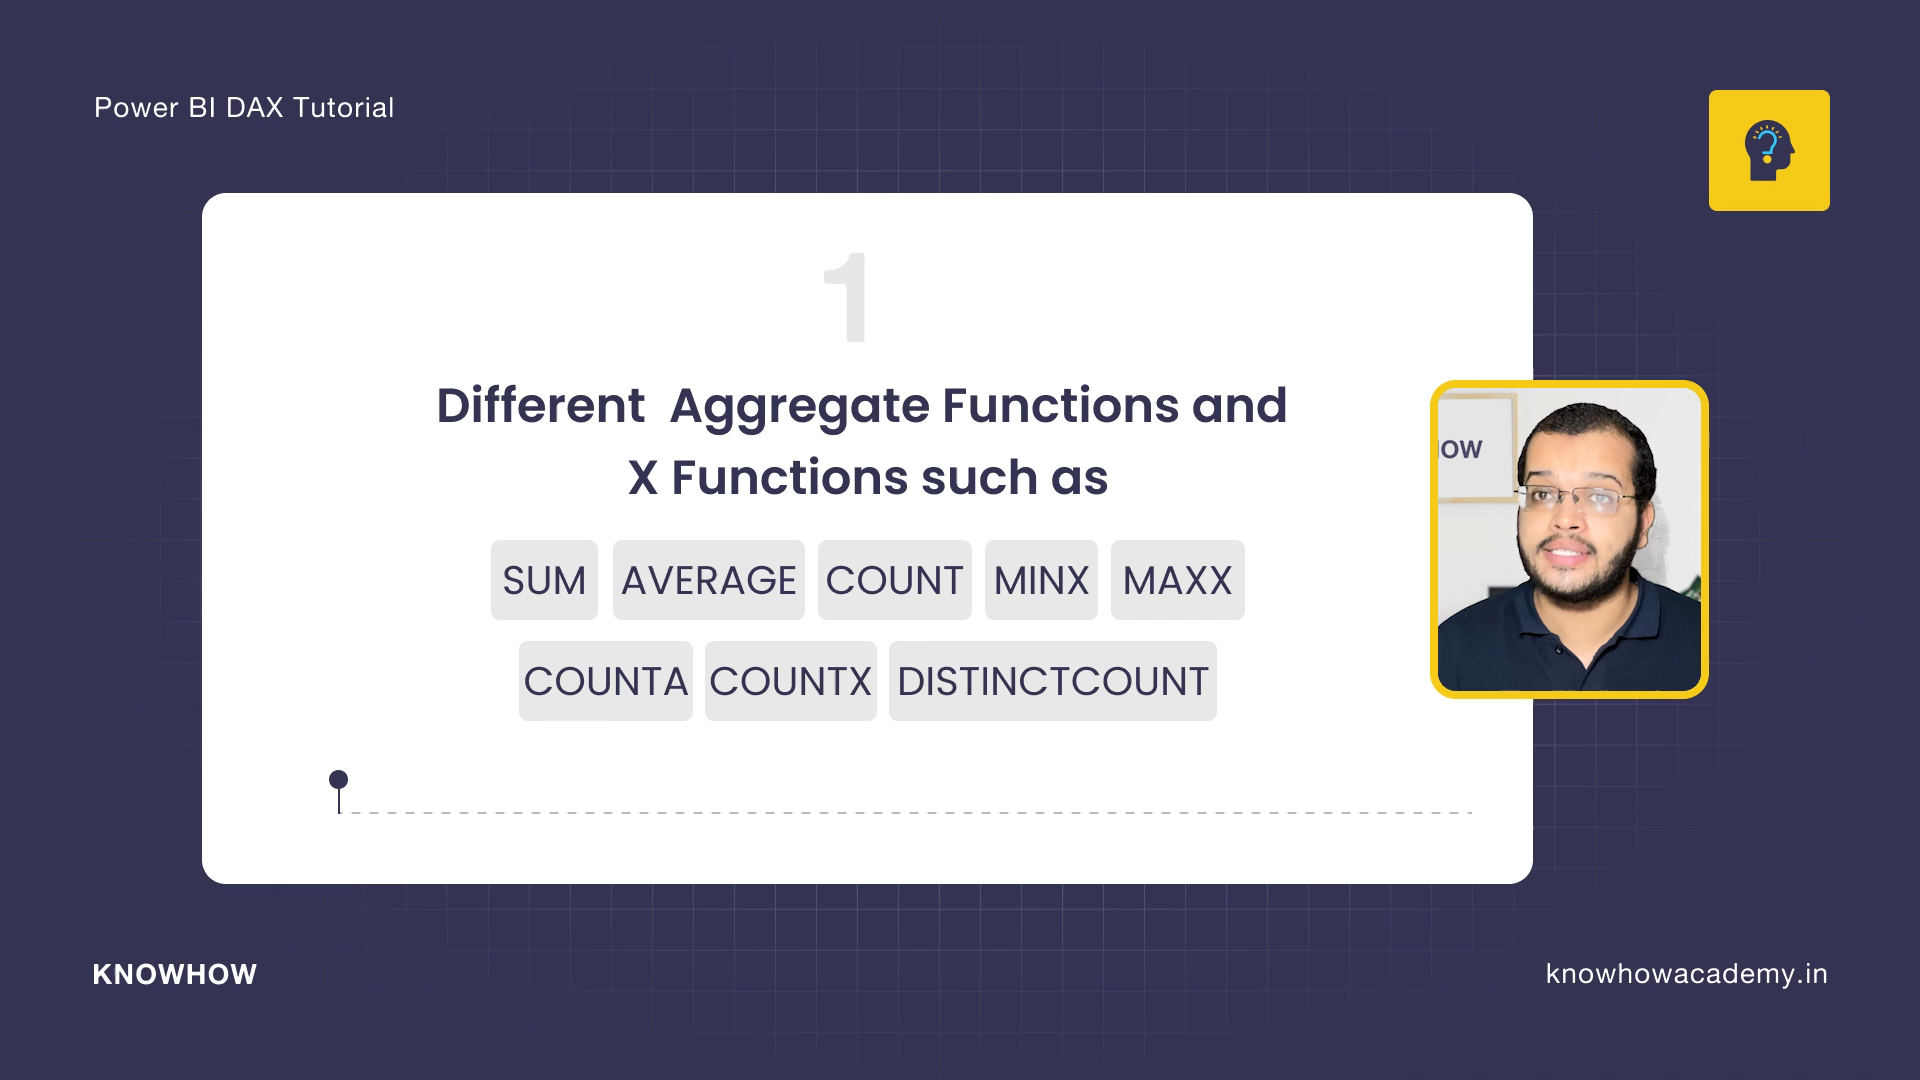 Power BI DAX Tutorial
1
Different  Aggregate Functions and
X Functions such as
SUM AVERAGE COUNT MINX MAXX
COUNTA COUNTX DISTINCTCOUNT
HOW
KNOWHOW
knowhowacademy.in